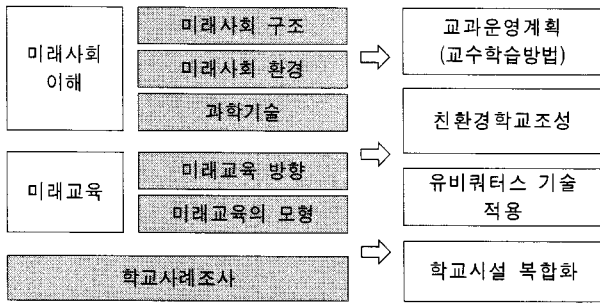 미래사회
이해
미래사회 구조
미래사회 환경
과학기술
미래교육
미래교육 방향
미래교육의 모형
학교사례조사
교과운영계획
(교수학습방법)
친환경학교조성
유비쿼터스 기술
적용
학교시설 복합화